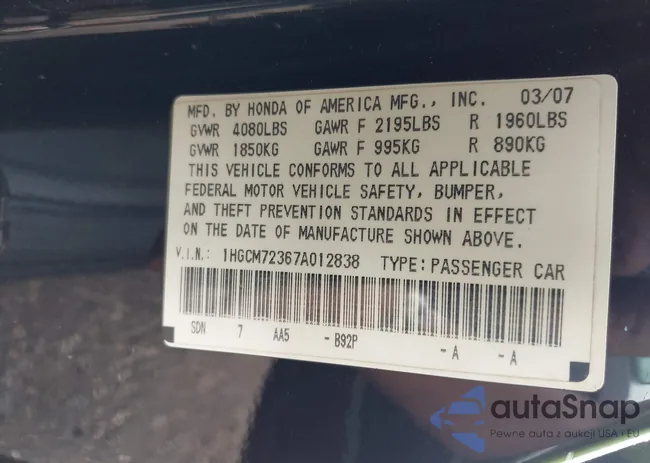 MFD. BY HONDA OF AMERICA MFG., INC. 03/07
GVWR 4080LBS GAWR F 2195LBS R 1960LBS
GVWR 1850KG GAWR F 995KG R 890KG
THIS VEHICLE CONFORMS TO ALL APPLICABLE
FEDERAL MOTOR VEHICLE SAFETY, BUMPER,
AND THEFT PREVENTION STANDARDS IN EFFECT
ON THE DATE OF MANUFACTURE SHOWN ABOVE.
V.I.N.: 1HGCM72367A012838 TYPE: PASSENGER CAR
SDN 7 AA5 - B92P - A - A
autaSnap
Pewne auta z aukcji USA i EU